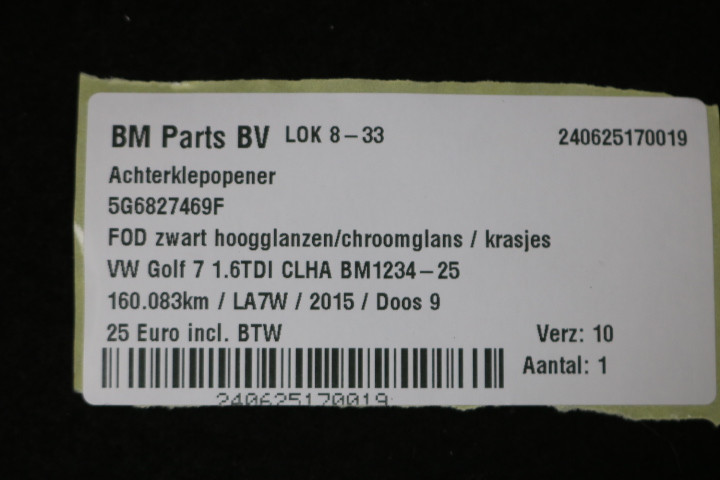 BM Parts BV LOK 8-33 240625170019
Achterklepopener
5G6827469F
FOD zwart hoogglanzen/chroomglans / krasjes
VW Golf 7 1.6TDI CLHA BM1234-25
160.083km / LA7W / 2015 / Doos 9
25 Euro incl. BTW Verz: 10
Aantal: 1
240625170019